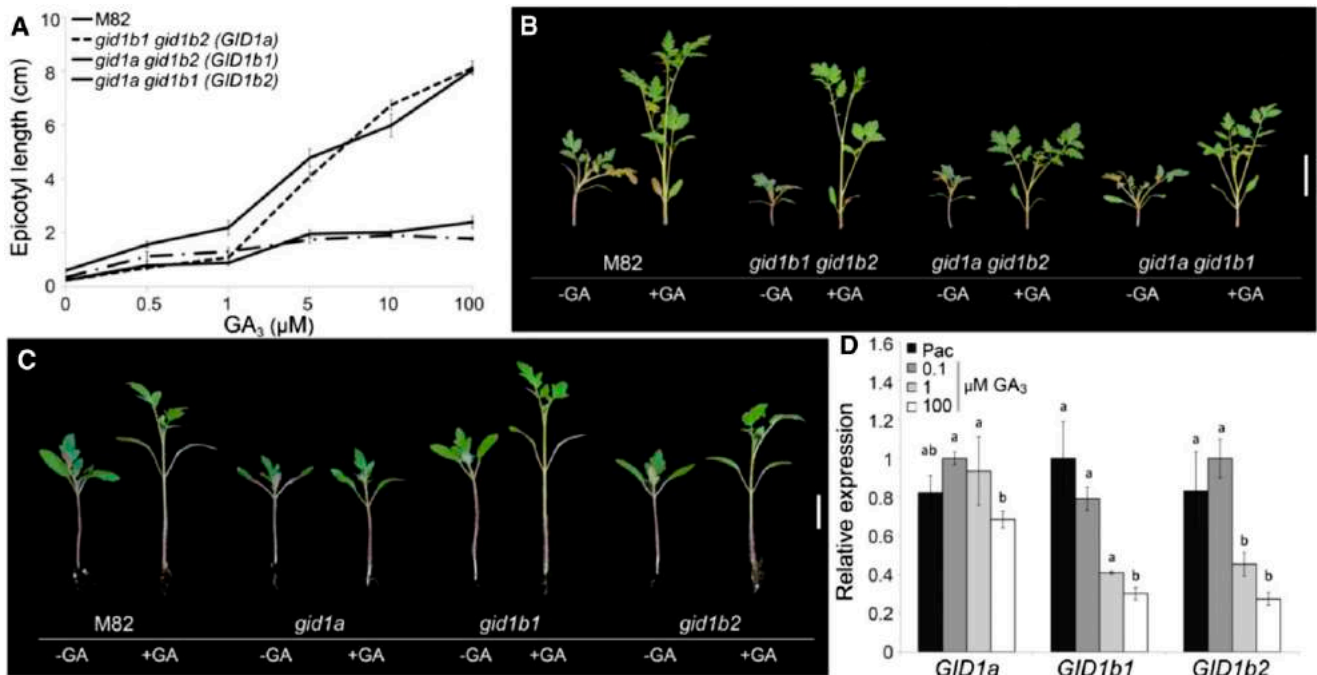 A
M82
gid1b1 gid1b2 (GID1a)
gid1a gid1b2 (GID1b1)
gid1a gid1b1 (GID1b2)
Epicotyl length (cm)
10
8
6
4
2
0
0 0.5 1 5 10 100
GA₃ (µM)
B
M82 gid1b1 gid1b2 gid1a gid1b2 gid1a gid1b1
-GA +GA -GA +GA -GA +GA -GA +GA
C
M82 gid1a gid1b1 gid1b2
-GA +GA -GA +GA -GA +GA -GA +GA
D
Pac
0.1
1
100
µM GA₃
Relative expression
1.6
1.4
1.2
1
0.8
0.6
0.4
0.2
0
ab a a b
a a a b
a a b b
GID1a GID1b1 GID1b2